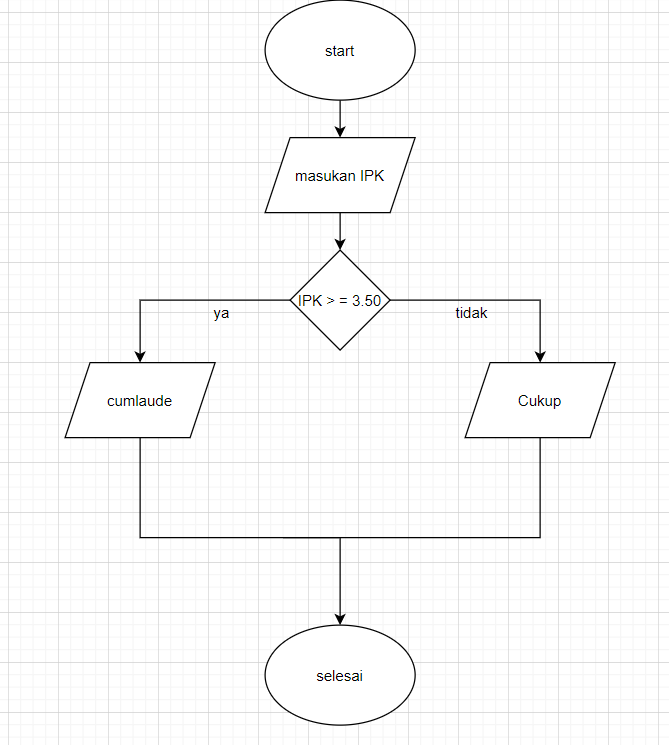 start
masukan IPK
IPK > = 3.50
ya
tidak
cumlaude
Cukup
selesai